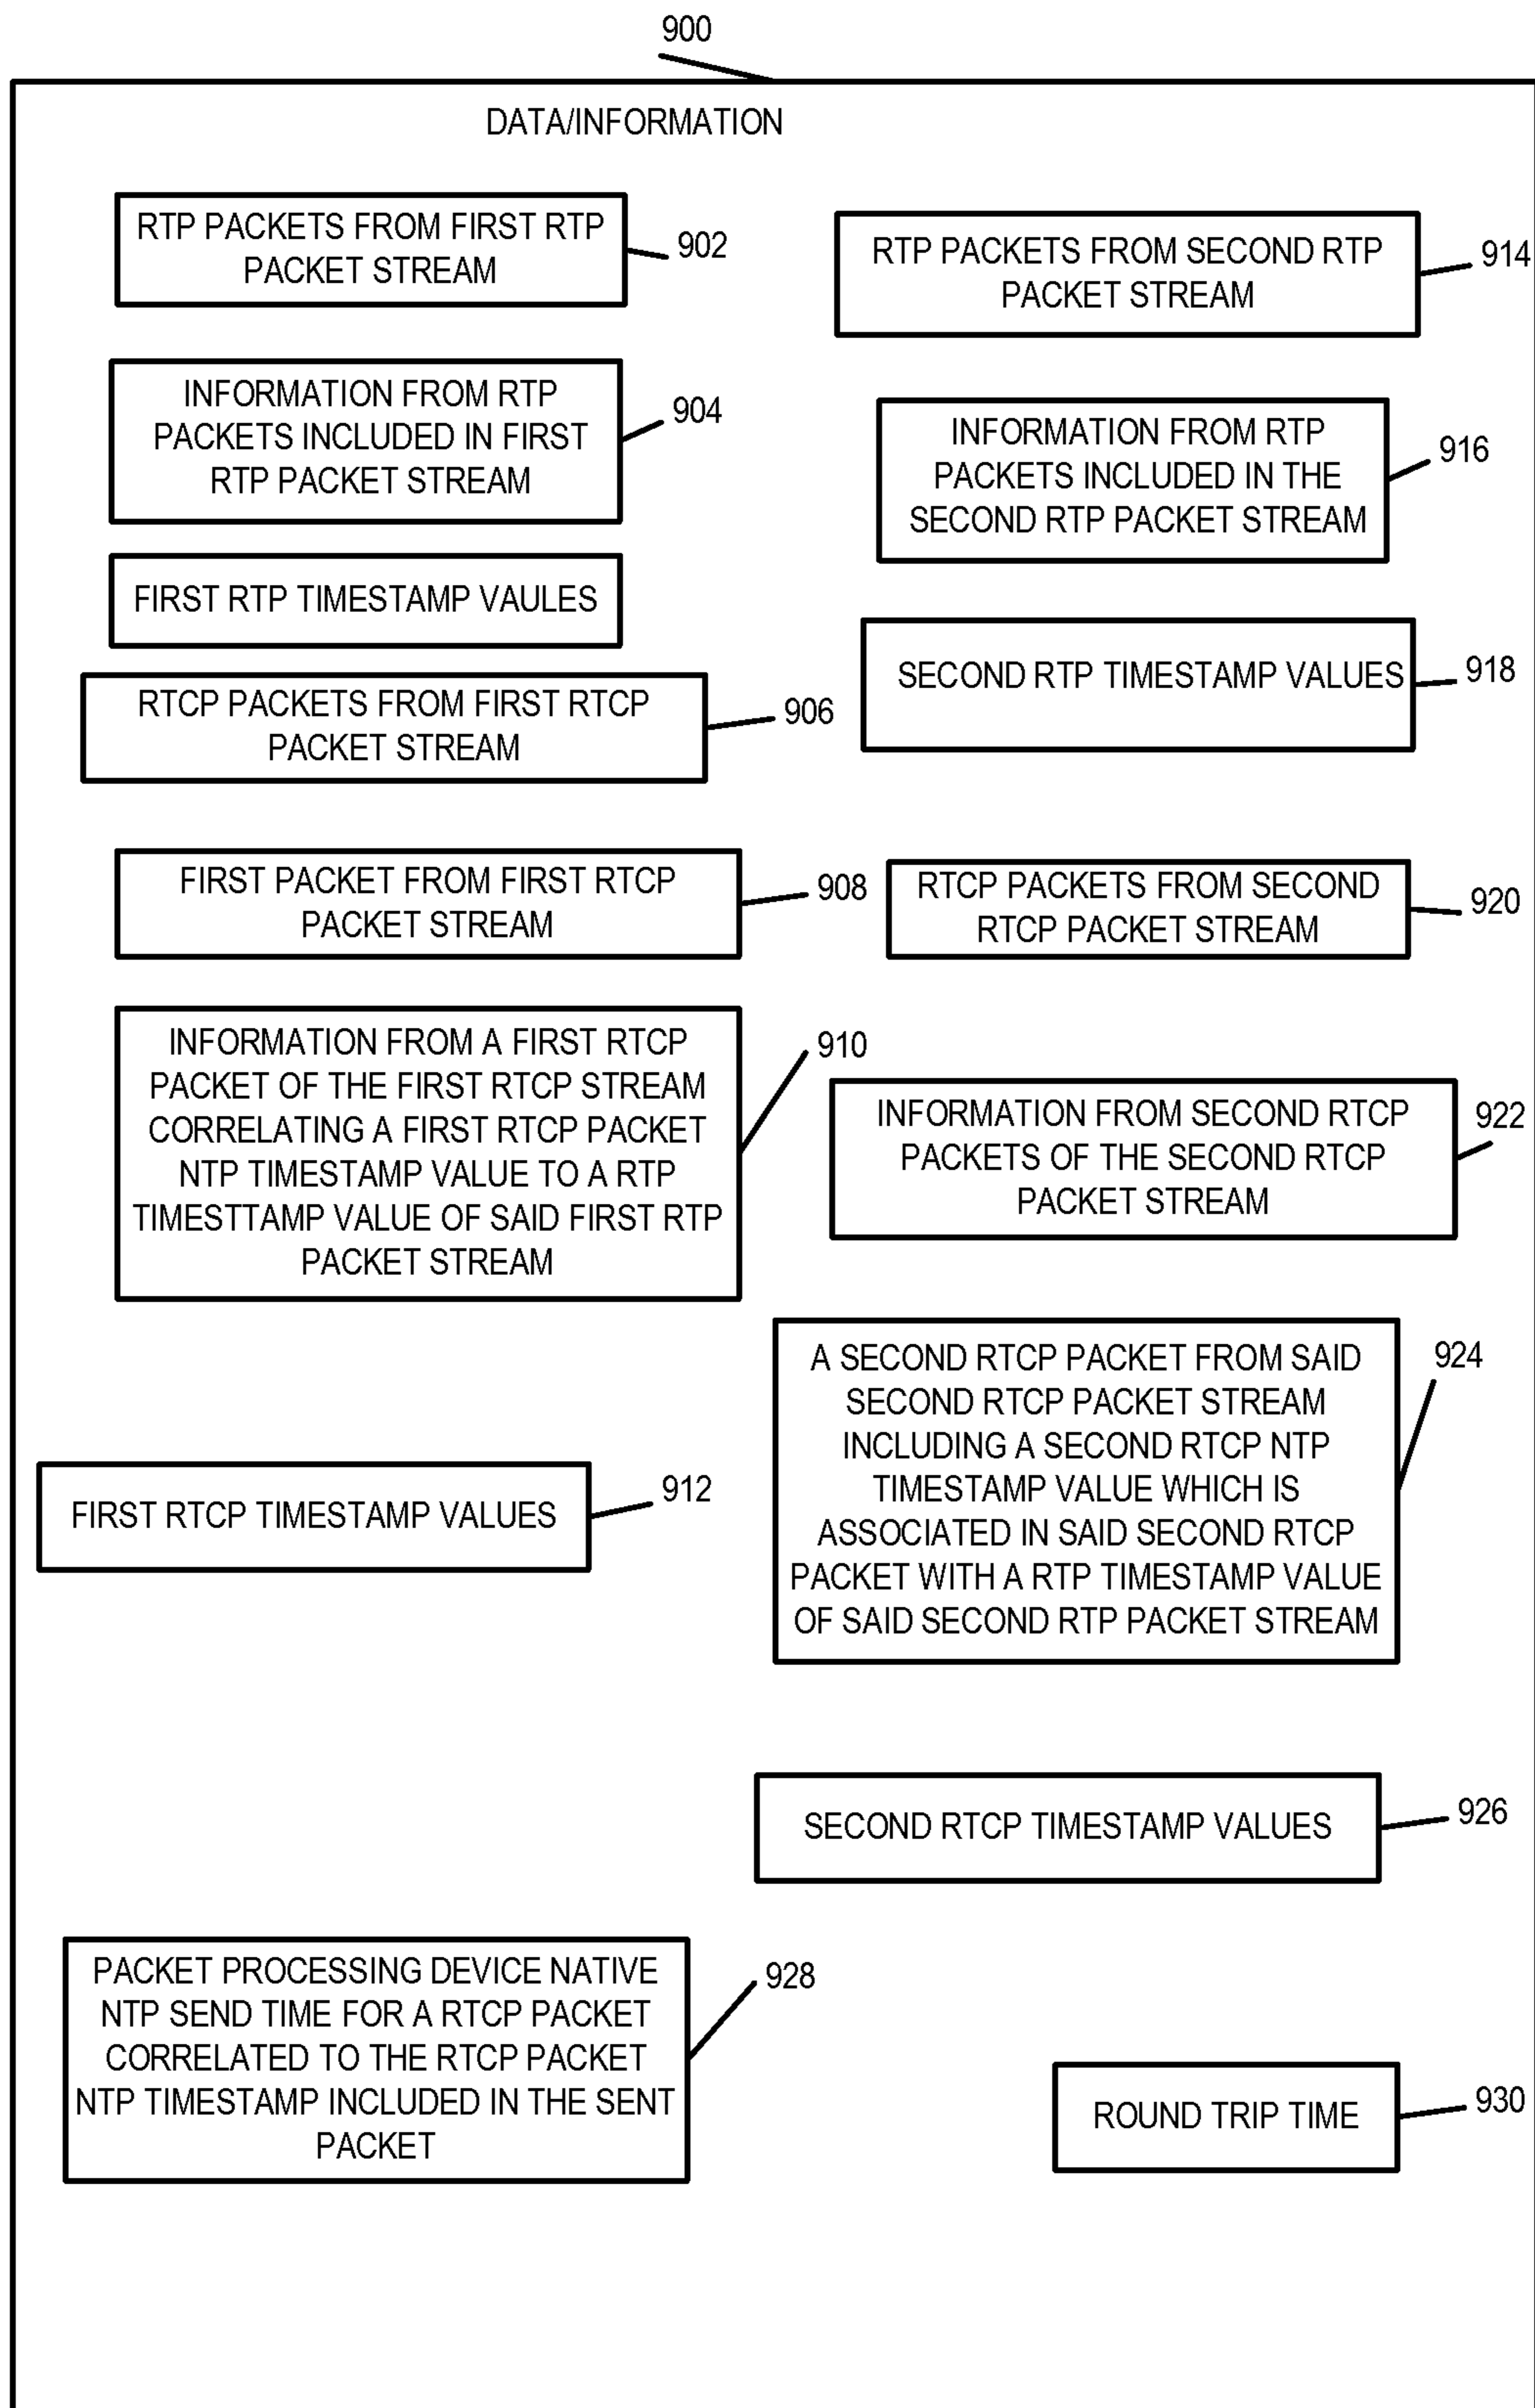 900
DATA/INFORMATION
RTP PACKETS FROM FIRST RTP
PACKET STREAM
902
INFORMATION FROM RTP
PACKETS INCLUDED IN FIRST
RTP PACKET STREAM
904
FIRST RTP TIMESTAMP VAULES
RTCP PACKETS FROM FIRST RTCP
PACKET STREAM
906
FIRST PACKET FROM FIRST RTCP
PACKET STREAM
908
INFORMATION FROM A FIRST RTCP
PACKET OF THE FIRST RTCP STREAM
CORRELATING A FIRST RTCP PACKET
NTP TIMESTAMP VALUE TO A RTP
TIMESTTAMP VALUE OF SAID FIRST RTP
PACKET STREAM
910
FIRST RTCP TIMESTAMP VALUES
912
RTP PACKETS FROM SECOND RTP
PACKET STREAM
914
INFORMATION FROM RTP
PACKETS INCLUDED IN THE
SECOND RTP PACKET STREAM
916
SECOND RTP TIMESTAMP VALUES
918
RTCP PACKETS FROM SECOND
RTCP PACKET STREAM
920
INFORMATION FROM SECOND RTCP
PACKETS OF THE SECOND RTCP
PACKET STREAM
922
A SECOND RTCP PACKET FROM SAID
SECOND RTCP PACKET STREAM
INCLUDING A SECOND RTCP NTP
TIMESTAMP VALUE WHICH IS
ASSOCIATED IN SAID SECOND RTCP
PACKET WITH A RTP TIMESTAMP VALUE
OF SAID SECOND RTP PACKET STREAM
924
SECOND RTCP TIMESTAMP VALUES
926
PACKET PROCESSING DEVICE NATIVE
NTP SEND TIME FOR A RTCP PACKET
CORRELATED TO THE RTCP PACKET
NTP TIMESTAMP INCLUDED IN THE SENT
PACKET
928
ROUND TRIP TIME
930